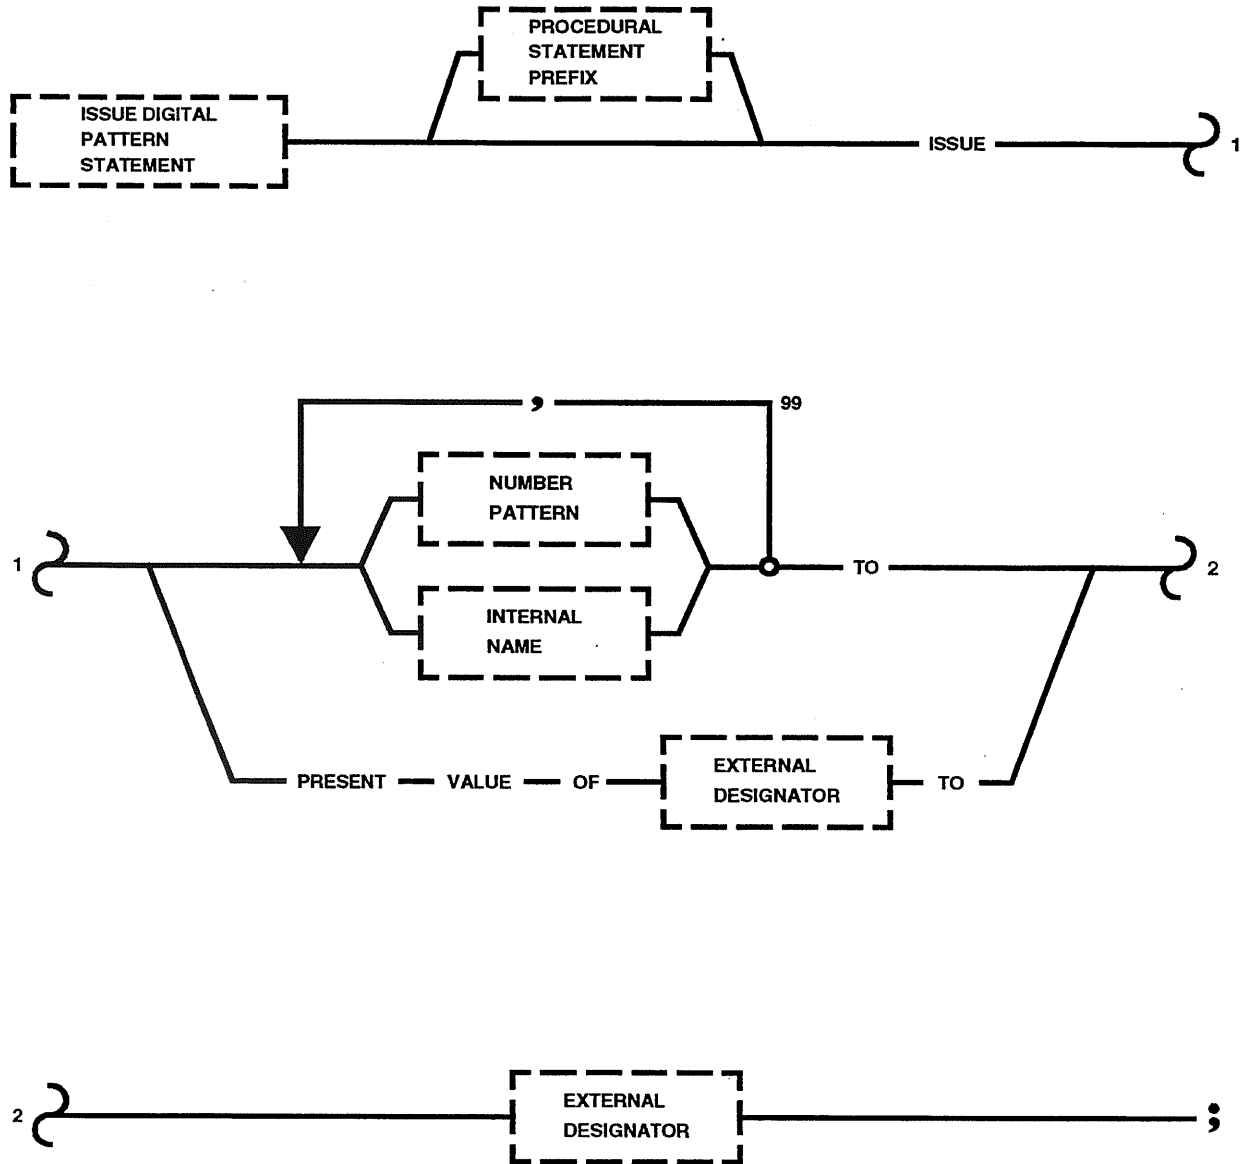 PROCEDURAL
STATEMENT
PREFIX
ISSUE DIGITAL
PATTERN
STATEMENT
ISSUE
1
,
99
NUMBER
PATTERN
1
TO
2
INTERNAL
NAME
PRESENT VALUE OF
EXTERNAL
DESIGNATOR
TO
2
EXTERNAL
DESIGNATOR
;